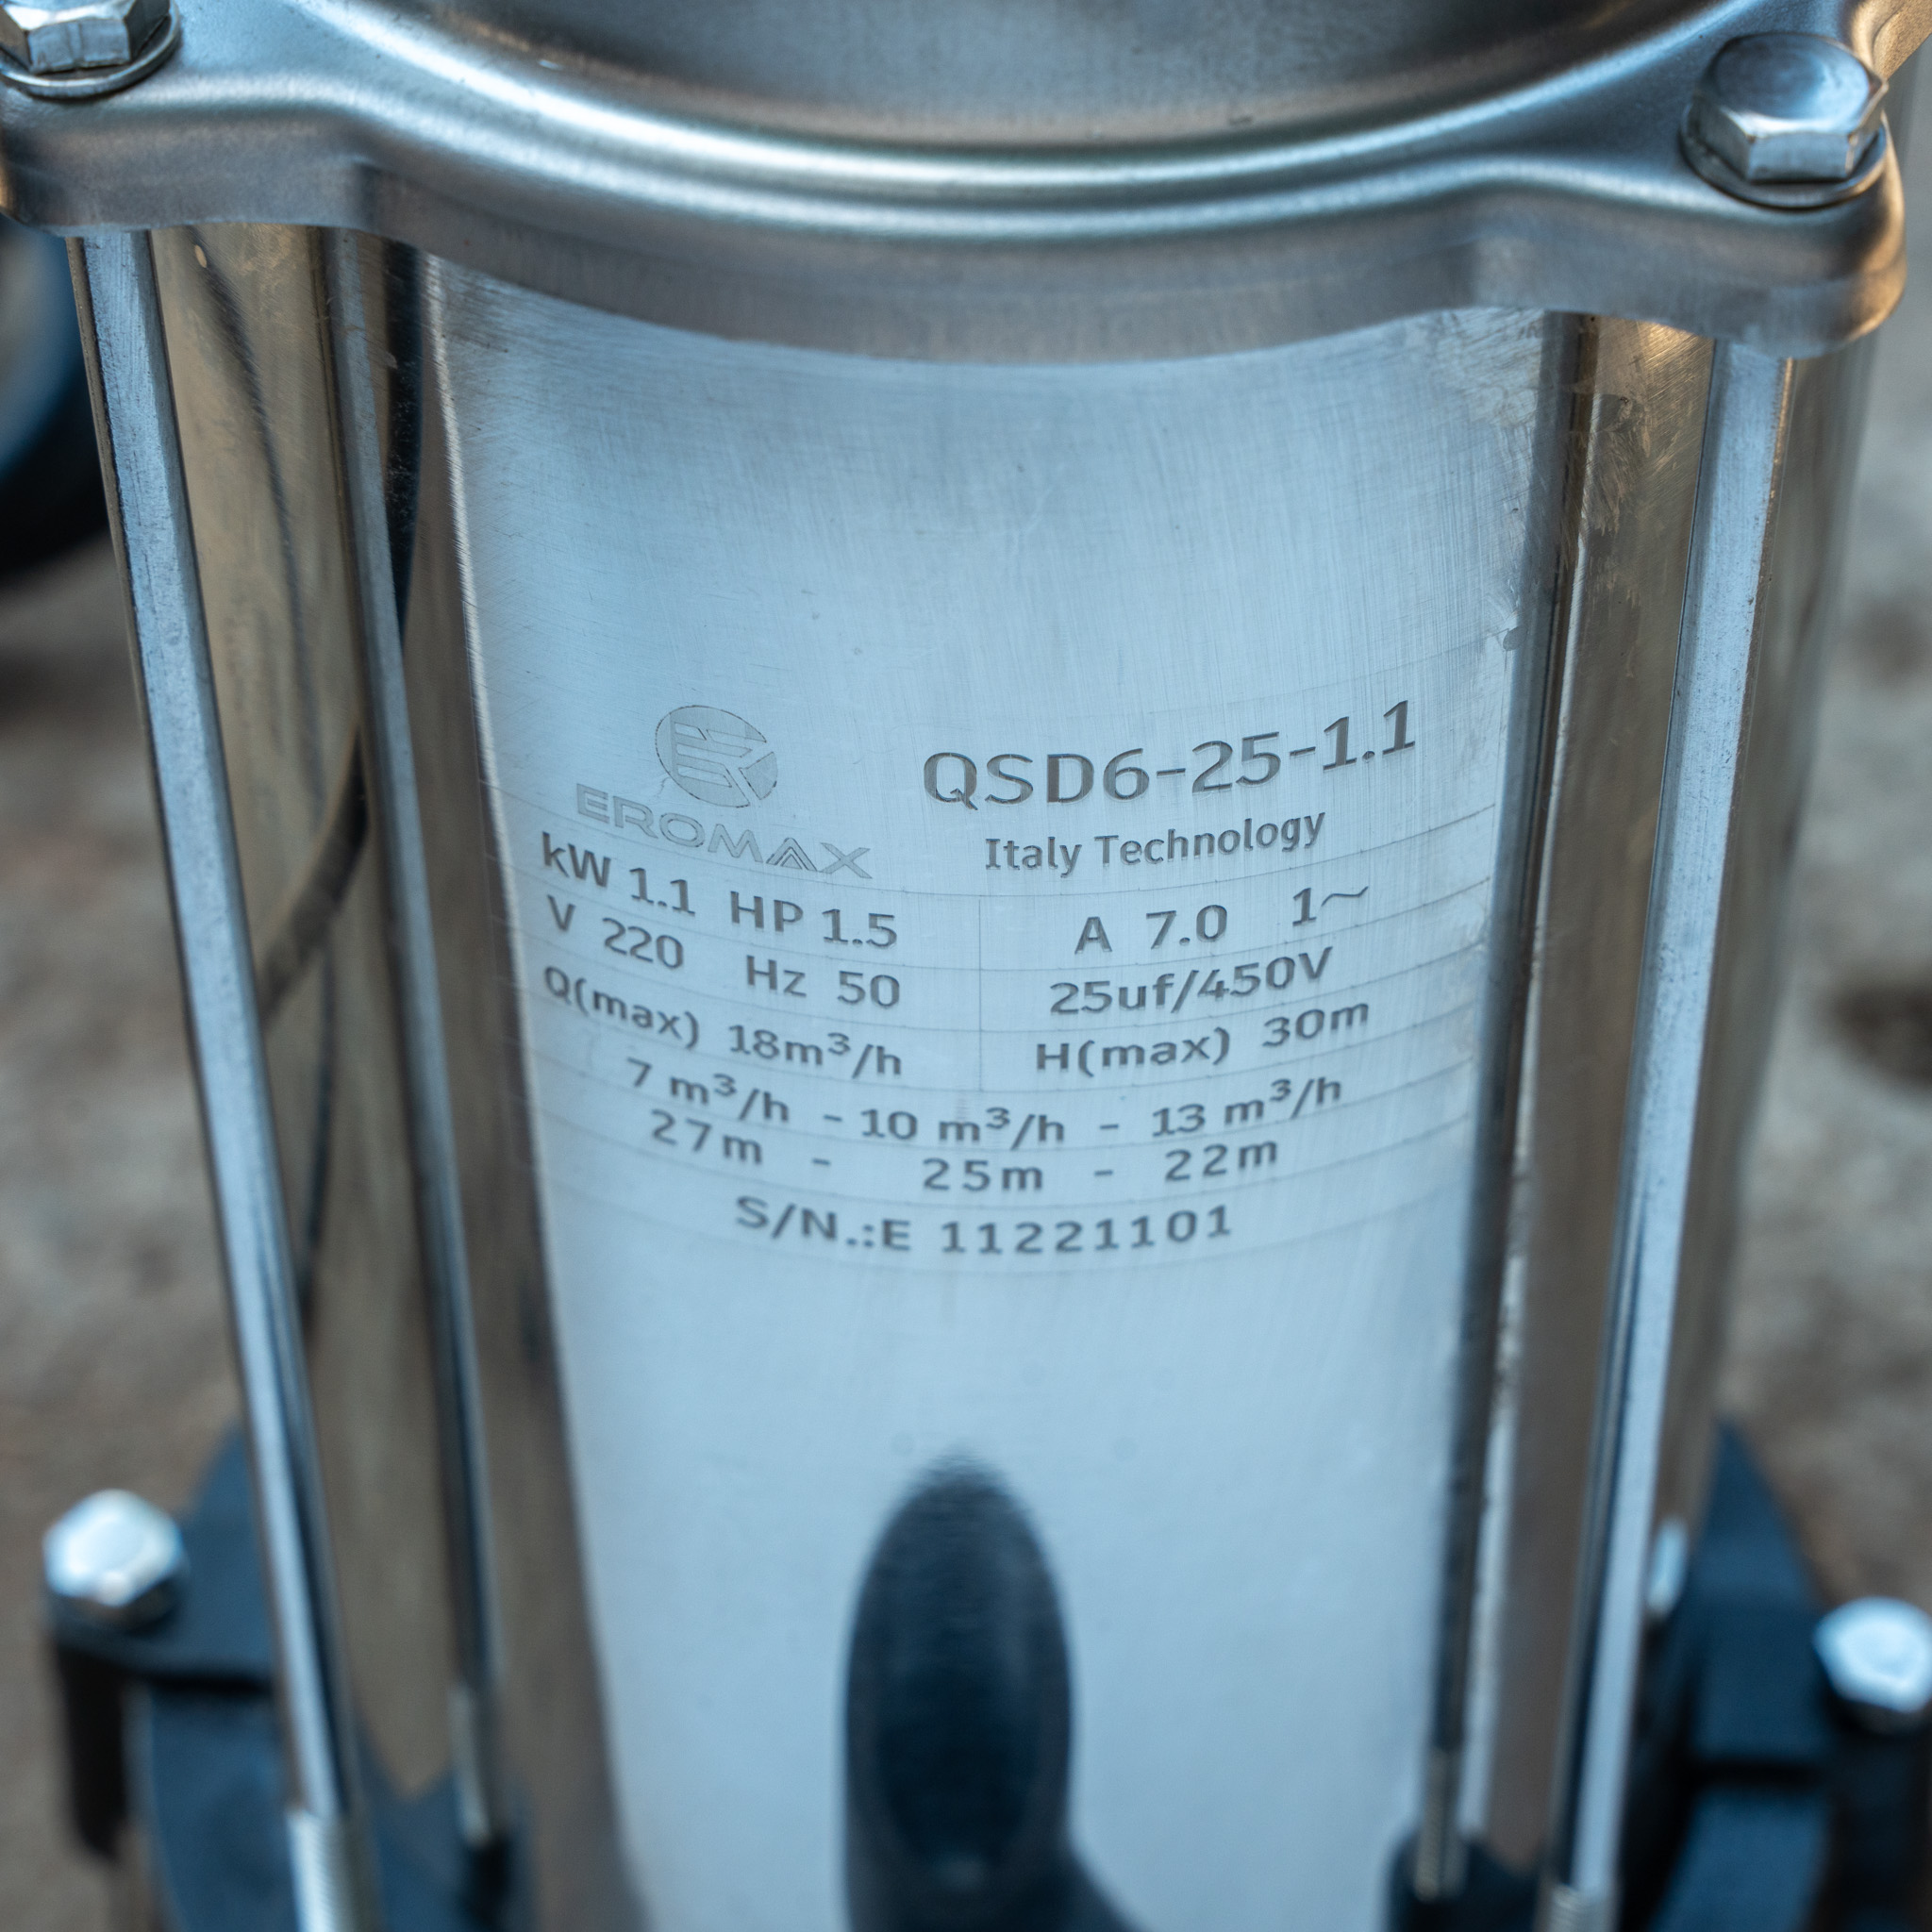 EROMAX
QSD6-25-1.1
Italy Technology
kW 1.1 HP 1.5 A 7.0 1~
V 220 Hz 50 25uf/450V
Q(max) 18m³/h H(max) 30m
7 m³/h - 10 m³/h - 13 m³/h
27m - 25m - 22m
S/N.:E 11221101